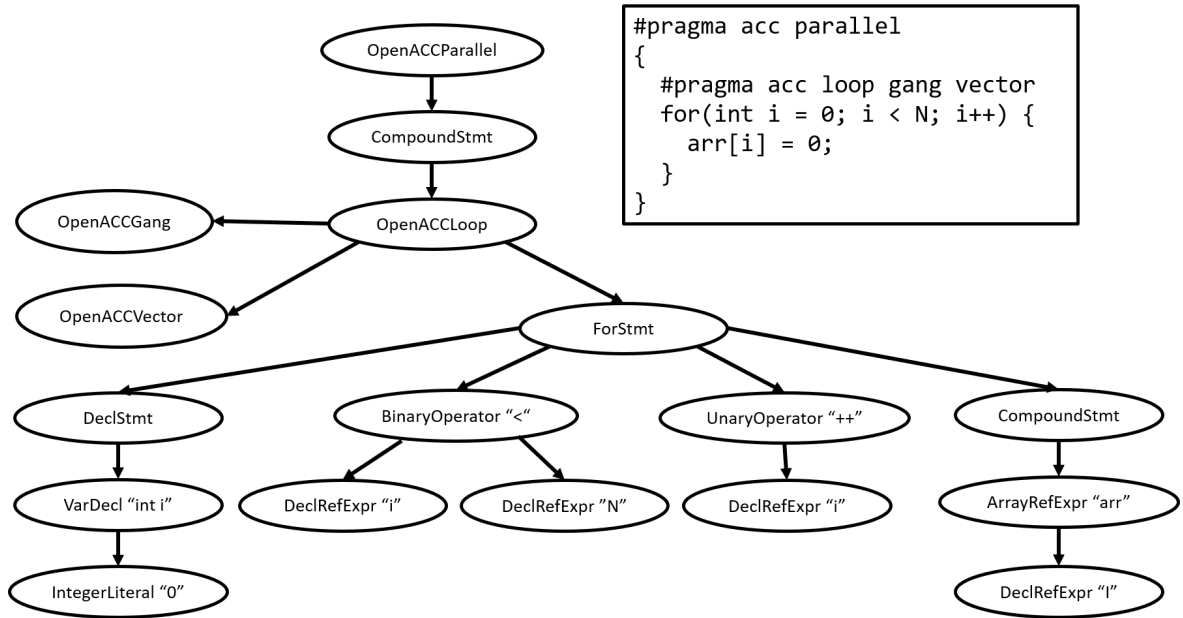 OpenACCParallel
#pragma acc parallel
{
  #pragma acc loop gang vector
  for(int i = 0; i < N; i++) {
    arr[i] = 0;
  }
}
CompoundStmt
OpenACCGang
OpenACCLoop
OpenACCVector
ForStmt
DeclStmt
BinaryOperator “<“
UnaryOperator “++”
CompoundStmt
VarDecl “int i”
DeclRefExpr “i”
DeclRefExpr ”N”
DeclRefExpr “i”
ArrayRefExpr “arr”
IntegerLiteral “0”
DeclRefExpr “I”